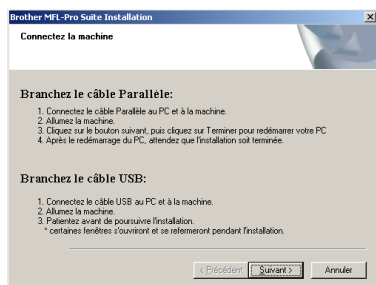 Brother MFL-Pro Suite Installation
Connectez la machine
Branchez le câble Parallèle:
1. Connectez le câble Parallèle au PC et à la machine.
2. Allumez la machine.
3. Cliquez sur le bouton suivant, puis cliquez sur Terminer pour redémarrer votre PC
4. Après le redémarrage du PC, attendez que l'installation soit terminée.
Branchez le câble USB:
1. Connectez le câble USB au PC et à la machine.
2. Allumez la machine.
3. Patientez avant de poursuivre l'installation.
* certaines fenêtres s'ouvriront et se refermeront pendant l'installation.
< Précédent Suivant > Annuler